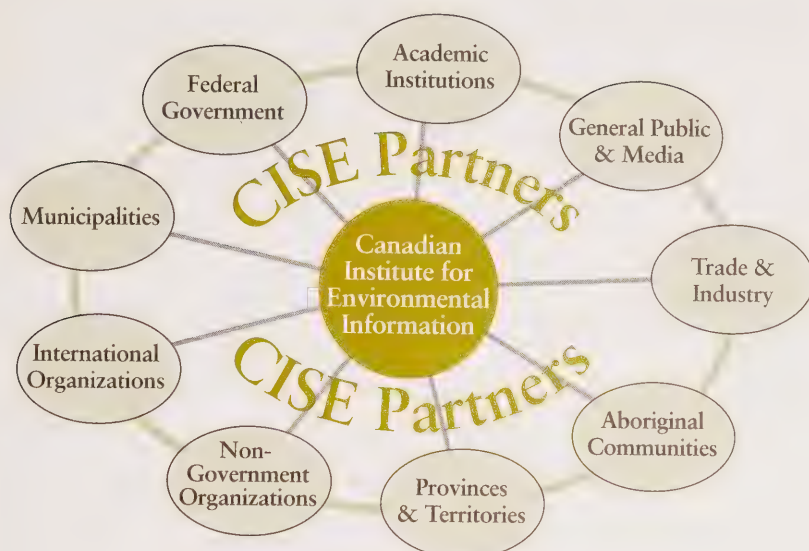 Academic
Institutions
Federal
Government
General Public
& Media
CISE Partners
Municipalities
Canadian
Institute for
Environmental
Information
Trade &
Industry
International
Organizations
CISE Partners
Aboriginal
Communities
Non-
Government
Organizations
Provinces
& Territories